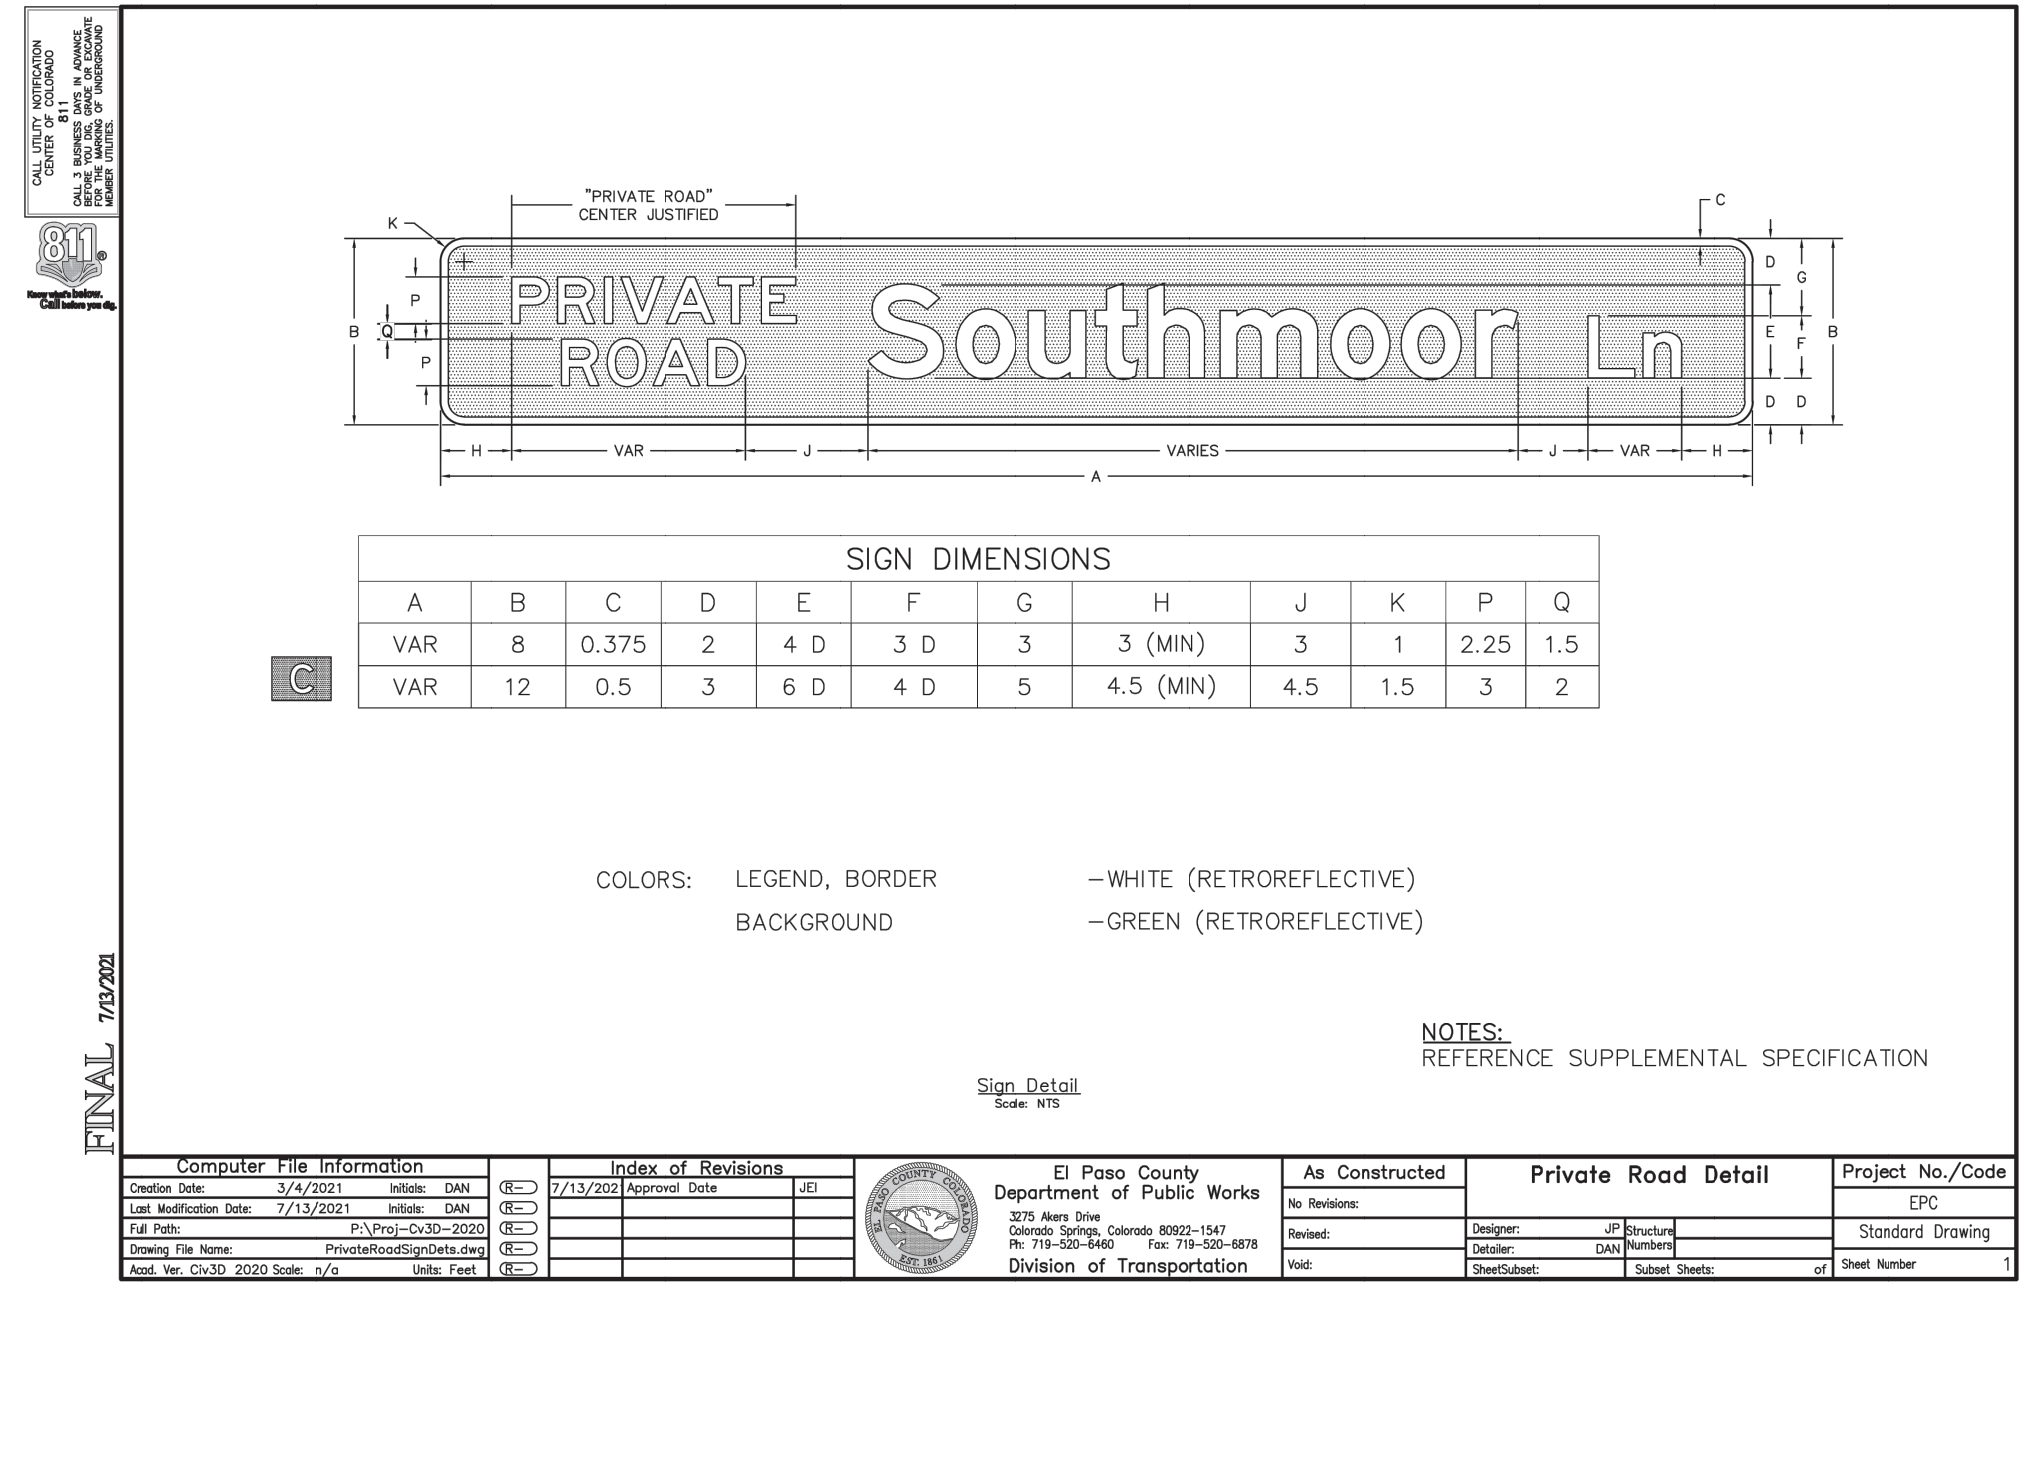 CALL UTILITY NOTIFICATION
CENTER OF COLORADO
811
CALL 3 BUSINESS DAYS IN ADVANCE
BEFORE YOU DIG, GRADE OR EXCAVATE
FOR THE MARKING OF UNDERGROUND
MEMBER UTILITIES.
811®
Know what's below.
Call before you dig.
FINAL 7/13/2021
"PRIVATE ROAD"
CENTER JUSTIFIED
K
C
PRIVATE
ROAD
Southmoor
Ln
B
P
Q
P
D
E
D
G
F
D
B
H
VAR
J
VARIES
J
VAR
H
A
SIGN DIMENSIONS
A B C D E F G H J K P Q
VAR 8 0.375 2 4 D 3 D 3 3 (MIN) 3 1 2.25 1.5
C
VAR 12 0.5 3 6 D 4 D 5 4.5 (MIN) 4.5 1.5 3 2
COLORS: LEGEND, BORDER -WHITE (RETROREFLECTIVE)
BACKGROUND -GREEN (RETROREFLECTIVE)
NOTES:
REFERENCE SUPPLEMENTAL SPECIFICATION
Sign Detail
Scale: NTS
Computer File Information
Creation Date: 3/4/2021 Initials: DAN
Last Modification Date: 7/13/2021 Initials: DAN
Full Path: P:\Proj-Cv3D-2020
Drawing File Name: PrivateRoadSignDets.dwg
Acad. Ver. Civ3D 2020 Scale: n/a Units: Feet
R-
R-
R-
R-
R-
Index of Revisions
7/13/2021 Approval Date JEI
EL PASO COUNTY COLORADO
EST. 1861
El Paso County
Department of Public Works
3275 Akers Drive
Colorado Springs, Colorado 80922-1547
Ph: 719-520-6460 Fax: 719-520-6878
Division of Transportation
As Constructed
No Revisions:
Revised:
Void:
Private Road Detail
Designer: JP
Detailer: DAN
Structure
Numbers
SheetSubset:
Subset Sheets: of
Project No./Code
EPC
Standard Drawing
Sheet Number 1